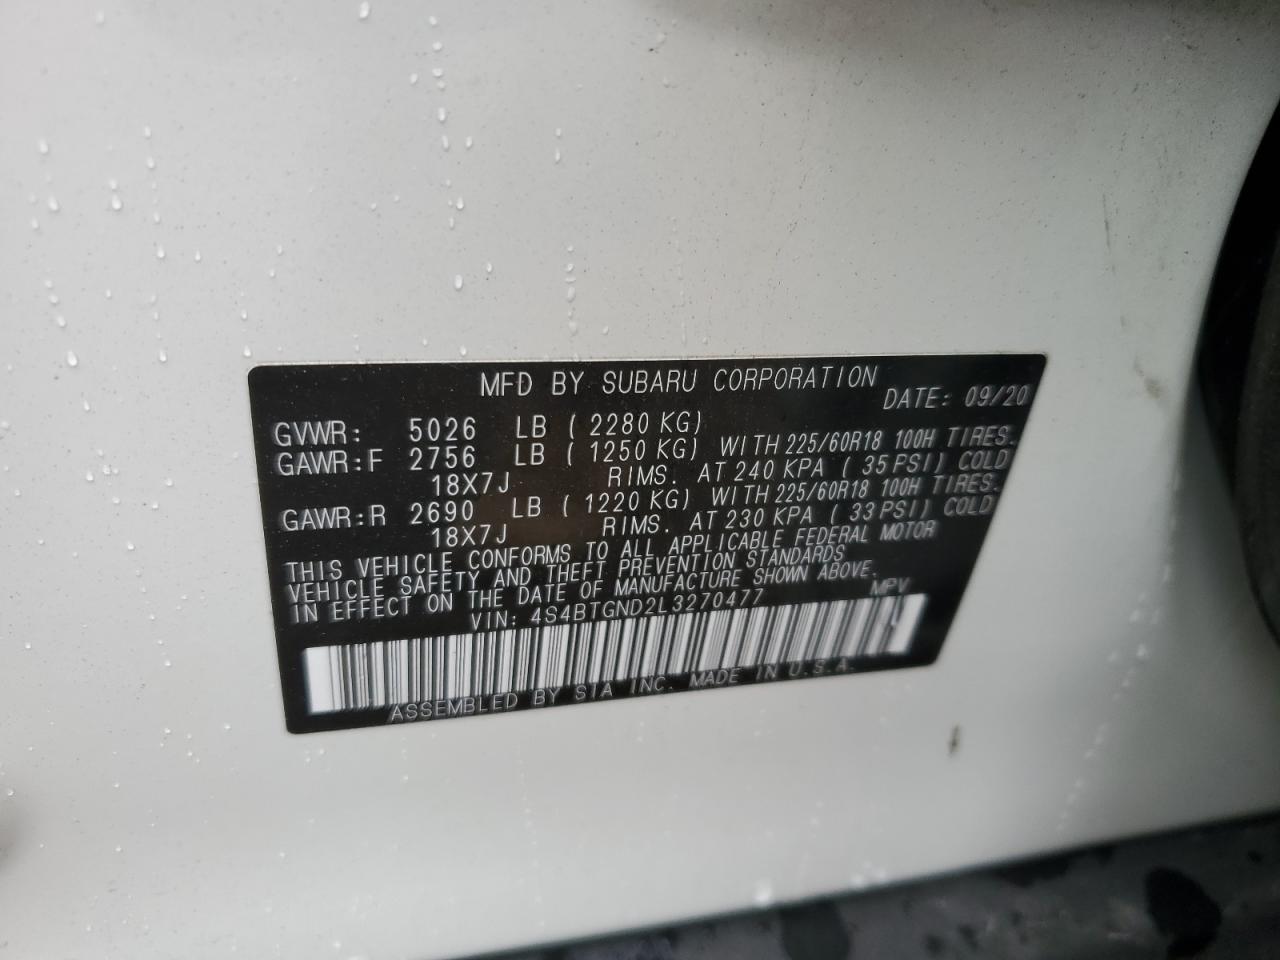 MFD BY SUBARU CORPORATION
DATE: 09/20
GVWR: 5026 LB ( 2280 KG)
GAWR:F 2756 LB ( 1250 KG) WITH 225/60R18 100H TIRES.
18X7J RIMS. AT 240 KPA ( 35 PSI) COLD
GAWR:R 2690 LB ( 1220 KG) WITH 225/60R18 100H TIRES.
18X7J RIMS. AT 230 KPA ( 33 PSI) COLD
THIS VEHICLE CONFORMS TO ALL APPLICABLE FEDERAL MOTOR
VEHICLE SAFETY AND THEFT PREVENTION STANDARDS
IN EFFECT ON THE DATE OF MANUFACTURE SHOWN ABOVE.
VIN: 4S4BTGND2L3270477 MPV
ASSEMBLED BY SIA INC. MADE IN U.S.A.